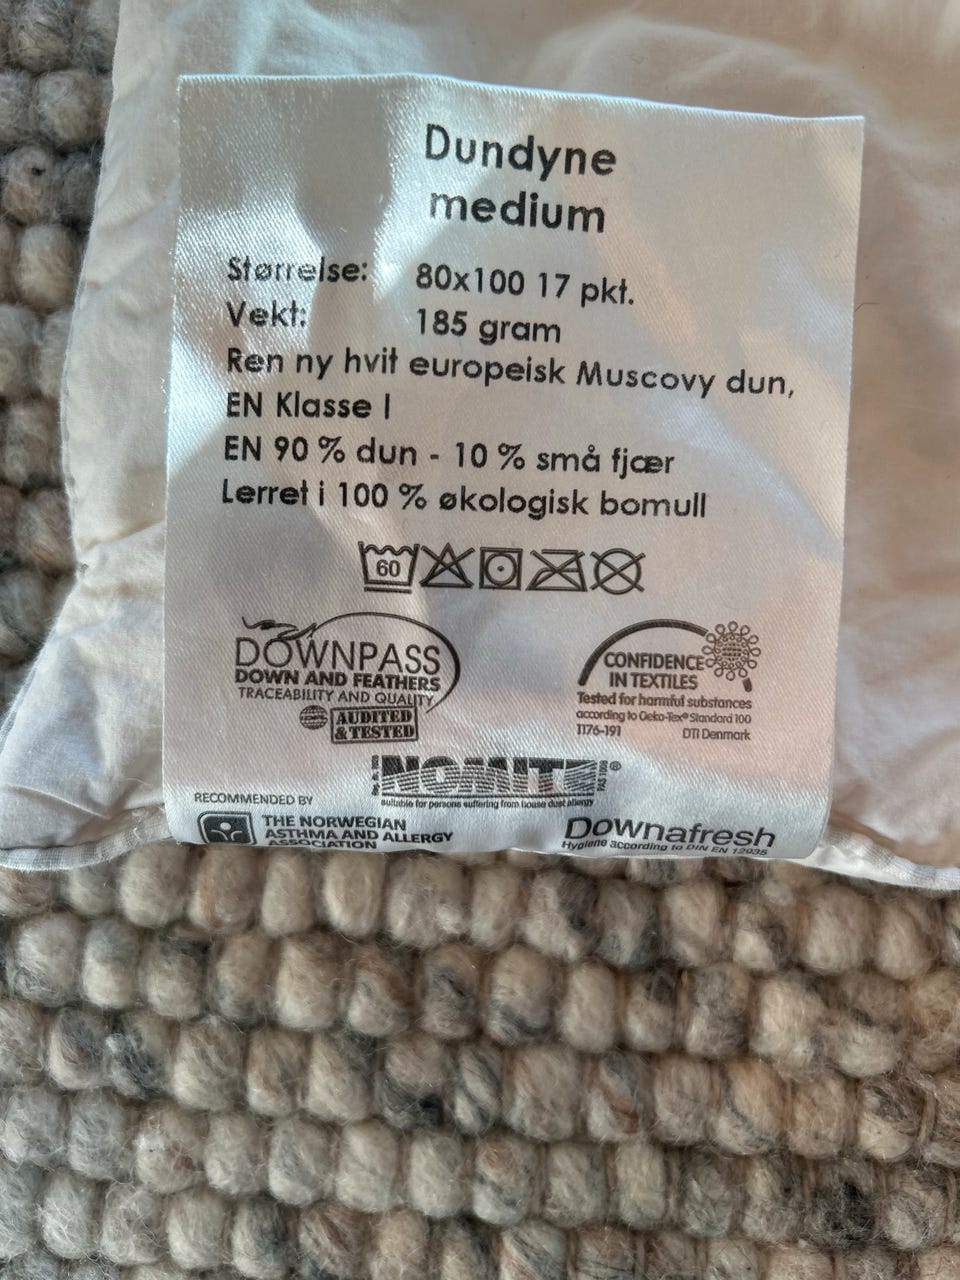 Dundyne
medium
Størrelse: 80x100 17 pkt.
Vekt: 185 gram
Ren ny hvit europeisk Muscovy dun,
EN Klasse I
EN 90 % dun - 10 % små fjær
Lerret i 100 % økologisk bomull
60
DOWNPASS
DOWN AND FEATHERS
TRACEABILITY AND QUALITY
AUDITED
& TESTED
CONFIDENCE
IN TEXTILES
Tested for harmful substances
according to Oeko-Tex® Standard 100
1176-191 DTI Denmark
NOMITE ®
suitable for persons suffering from house dust allergy
RECOMMENDED BY
THE NORWEGIAN
ASTHMA AND ALLERGY
ASSOCIATION
Downafresh
Hygiene according to DIN EN 12935